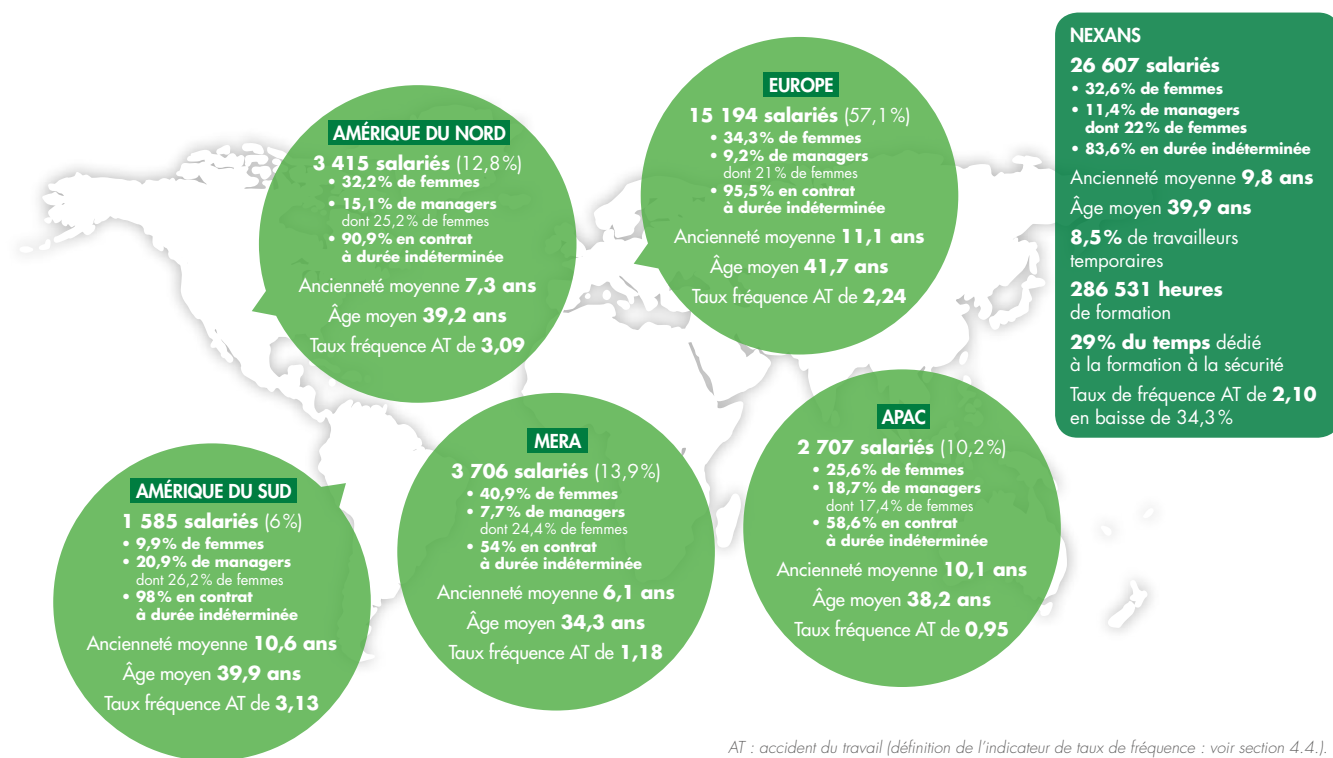 AMÉRIQUE DU NORD
3 415 salariés (12,8%)
• 32,2% de femmes
• 15,1% de managers
dont 25,2% de femmes
• 90,9% en contrat
à durée indéterminée
Ancienneté moyenne 7,3 ans
Âge moyen 39,2 ans
Taux fréquence AT de 3,09
EUROPE
15 194 salariés (57,1%)
• 34,3% de femmes
• 9,2% de managers
dont 21% de femmes
• 95,5% en contrat
à durée indéterminée
Ancienneté moyenne 11,1 ans
Âge moyen 41,7 ans
Taux fréquence AT de 2,24
NEXANS
26 607 salariés
• 32,6% de femmes
• 11,4% de managers
dont 22% de femmes
• 83,6% en durée indéterminée
Ancienneté moyenne 9,8 ans
Âge moyen 39,9 ans
8,5% de travailleurs
temporaires
286 531 heures
de formation
29% du temps dédié
à la formation à la sécurité
Taux de fréquence AT de 2,10
en baisse de 34,3%
AMÉRIQUE DU SUD
1 585 salariés (6%)
• 9,9% de femmes
• 20,9% de managers
dont 26,2% de femmes
• 98% en contrat
à durée indéterminée
Ancienneté moyenne 10,6 ans
Âge moyen 39,9 ans
Taux fréquence AT de 3,13
MERA
3 706 salariés (13,9%)
• 40,9% de femmes
• 7,7% de managers
dont 24,4% de femmes
• 54% en contrat
à durée indéterminée
Ancienneté moyenne 6,1 ans
Âge moyen 34,3 ans
Taux fréquence AT de 1,18
APAC
2 707 salariés (10,2%)
• 25,6% de femmes
• 18,7% de managers
dont 17,4% de femmes
• 58,6% en contrat
à durée indéterminée
Ancienneté moyenne 10,1 ans
Âge moyen 38,2 ans
Taux fréquence AT de 0,95
AT : accident du travail (définition de l'indicateur de taux de fréquence : voir section 4.4.).